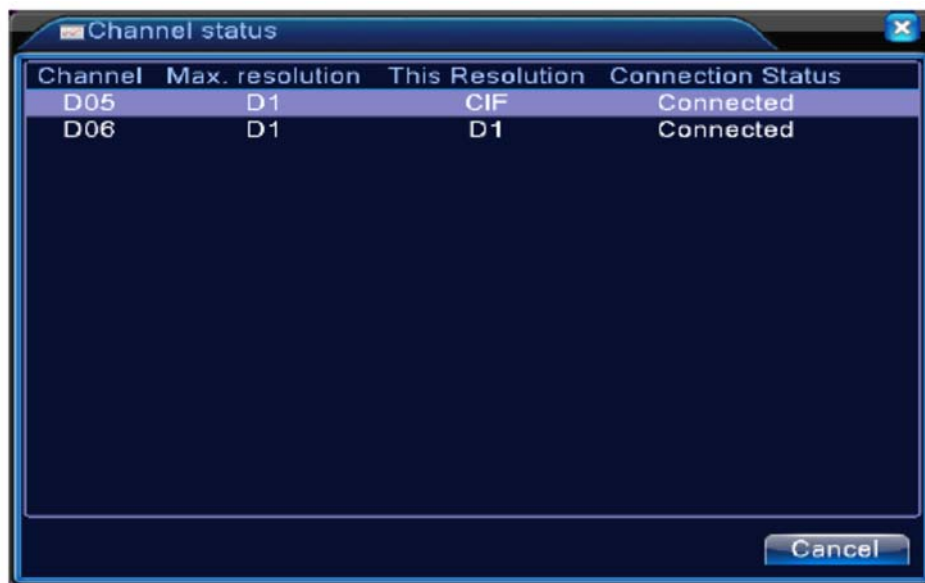 Channel status
Channel Max. resolution This Resolution Connection Status
D05 D1 CIF Connected
D06 D1 D1 Connected
Cancel